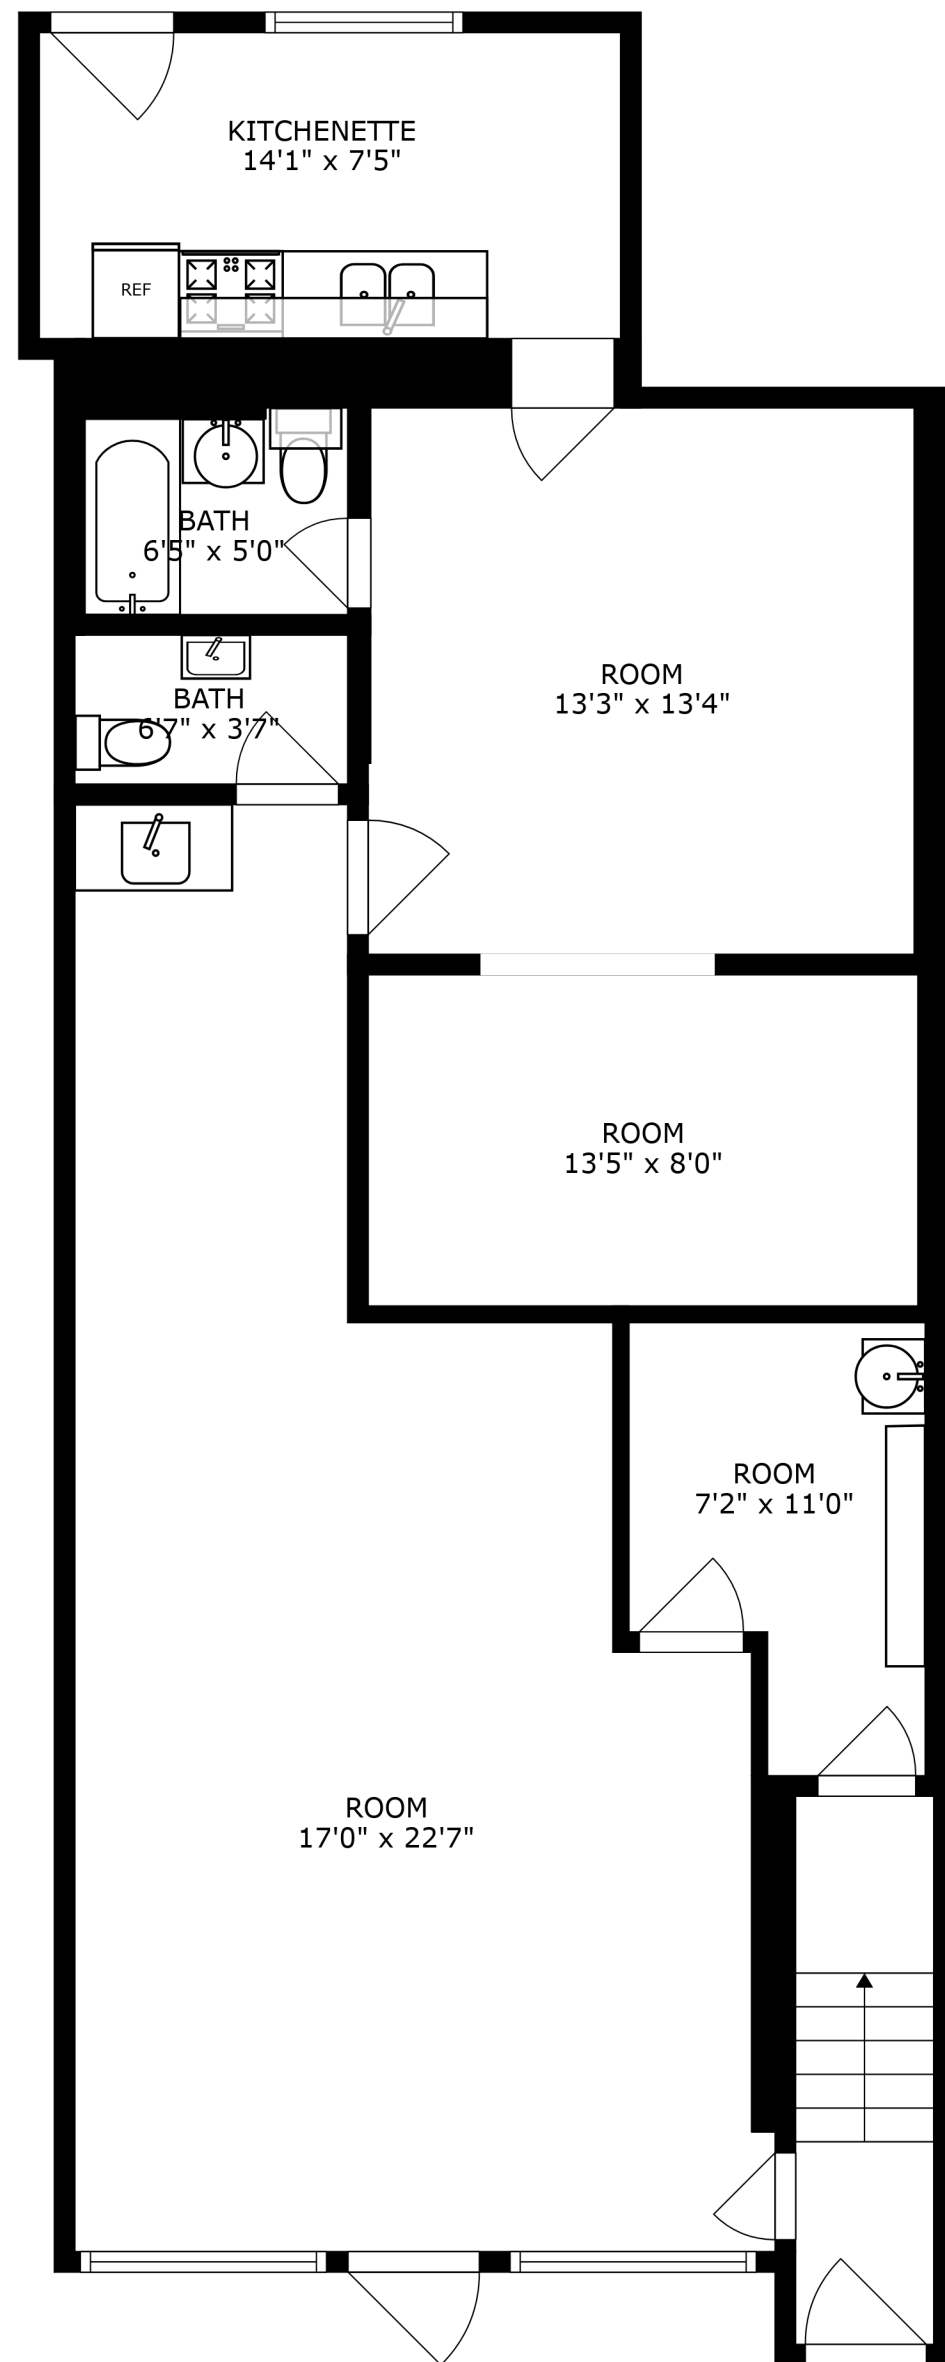 KITCHENETTE
14'1" x 7'5"
REF
BATH
6'5" x 5'0"
ROOM
13'3" x 13'4"
BATH
6'7" x 3'7"
ROOM
13'5" x 8'0"
ROOM
7'2" x 11'0"
ROOM
17'0" x 22'7"